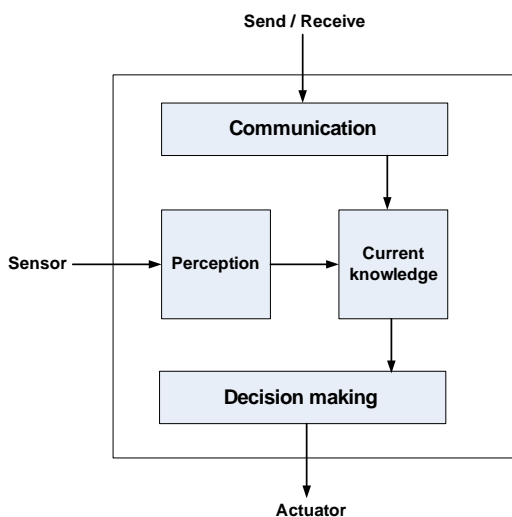 Send / Receive
Communication
Sensor
Perception
Current
knowledge
Decision making
Actuator